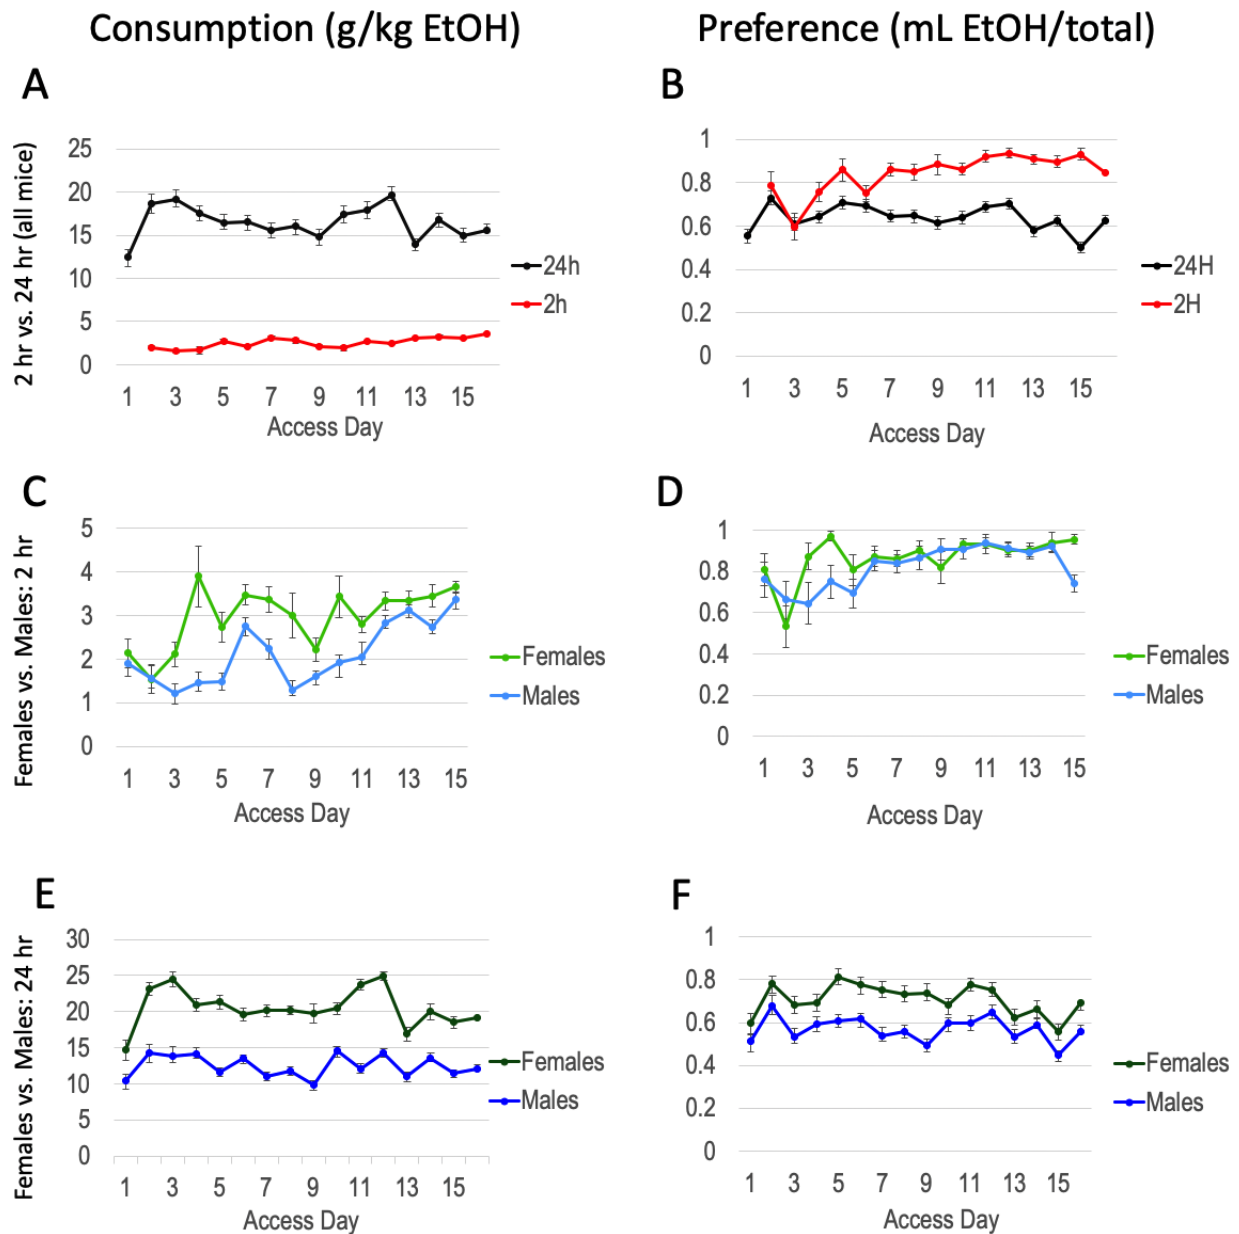 Consumption (g/kg EtOH)
Preference (mL EtOH/total)
A
2 hr vs. 24 hr (all mice)
25
20
15
10
5
0
1 3 5 7 9 11 13 15
Access Day
24h
2h
B
1
0.8
0.6
0.4
0.2
0
1 3 5 7 9 11 13 15
Access Day
24H
2H
C
Females vs. Males: 2 hr
5
4
3
2
1
0
1 3 5 7 9 11 13 15
Access Day
Females
Males
D
1
0.8
0.6
0.4
0.2
0
1 3 5 7 9 11 13 15
Access Day
Females
Males
E
Females vs. Males: 24 hr
30
25
20
15
10
5
0
1 3 5 7 9 11 13 15
Access Day
Females
Males
F
1
0.8
0.6
0.4
0.2
0
1 3 5 7 9 11 13 15
Access Day
Females
Males